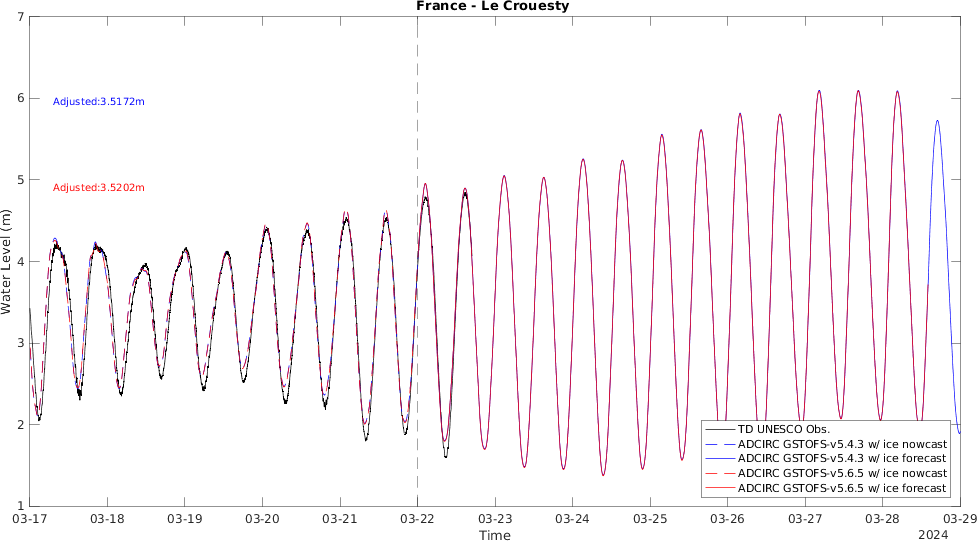 France - Le Crouesty
7
6
5
4
3
2
1
Water Level (m)
Adjusted:3.5172m
Adjusted:3.5202m
TD UNESCO Obs.
ADCIRC GSTOFS-v5.4.3 w/ ice nowcast
ADCIRC GSTOFS-v5.4.3 w/ ice forecast
ADCIRC GSTOFS-v5.6.5 w/ ice nowcast
ADCIRC GSTOFS-v5.6.5 w/ ice forecast
03-17 03-18 03-19 03-20 03-21 03-22 03-23 03-24 03-25 03-26 03-27 03-28 03-29
Time
2024